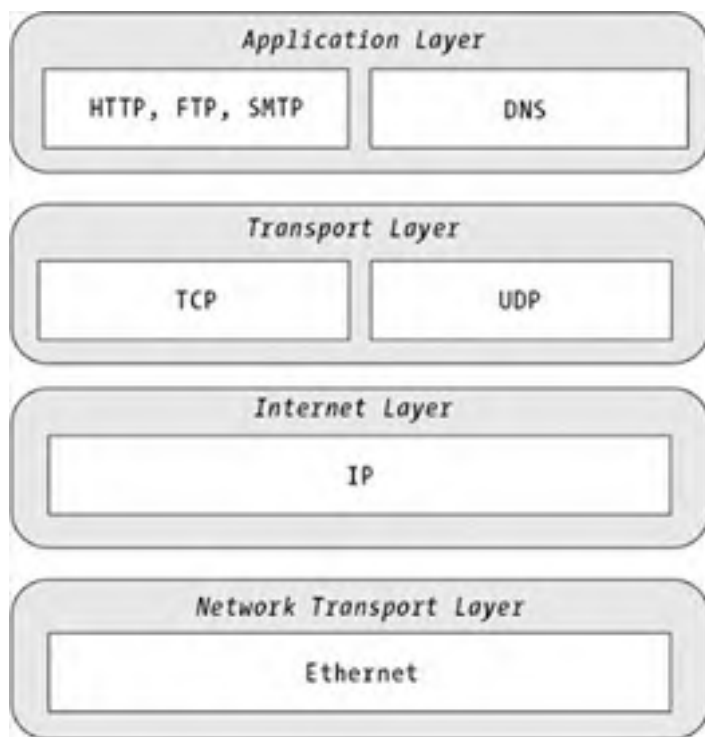 Application Layer
HTTP, FTP, SMTP
DNS
Transport Layer
TCP
UDP
Internet Layer
IP
Network Transport Layer
Ethernet